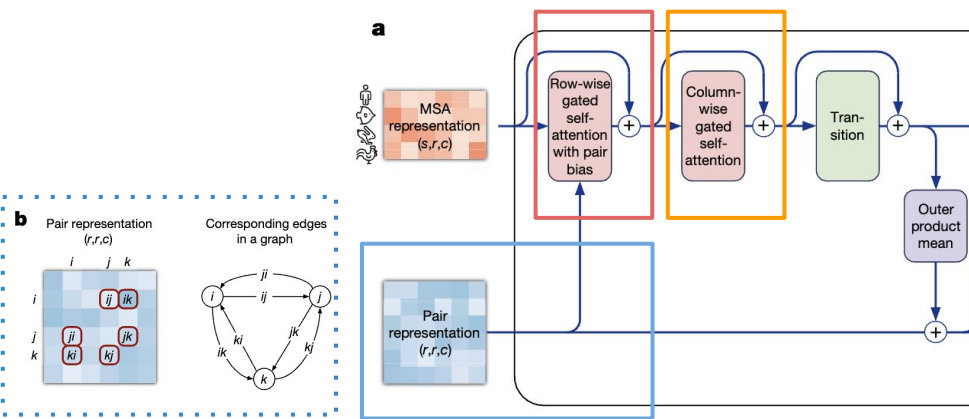 a
MSA
representation
(s,r,c)
Row-wise
gated
self-
attention
with pair
bias
+
Column-
wise
gated
self-
attention
+
Tran-
sition
+
Outer
product
mean
+
Pair
representation
(r,r,c)
b
Pair representation
(r,r,c)
i j k
i ij ik
j ji jk
k ki kj
Corresponding edges
in a graph
ji
i ij j
ik ki jk kj
k